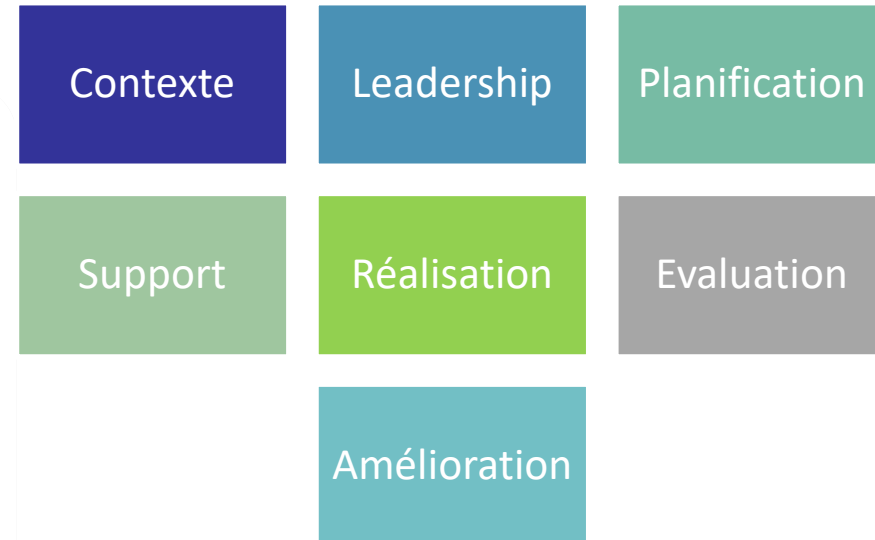 Contexte
Leadership
Planification
Support
Réalisation
Evaluation
Amélioration